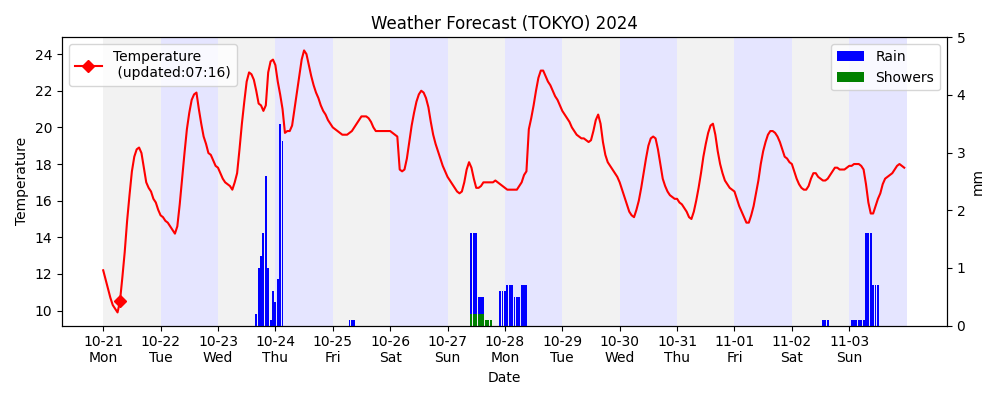 Weather Forecast (TOKYO) 2024
Temperature
(updated:07:16)
Rain
Showers
Temperature
24
22
20
18
16
14
12
10
5
4
3
2
1
0
mm
10-21 10-22 10-23 10-24 10-25 10-26 10-27 10-28 10-29 10-30 10-31 11-01 11-02 11-03
Mon Tue Wed Thu Fri Sat Sun Mon Tue Wed Thu Fri Sat Sun
Date